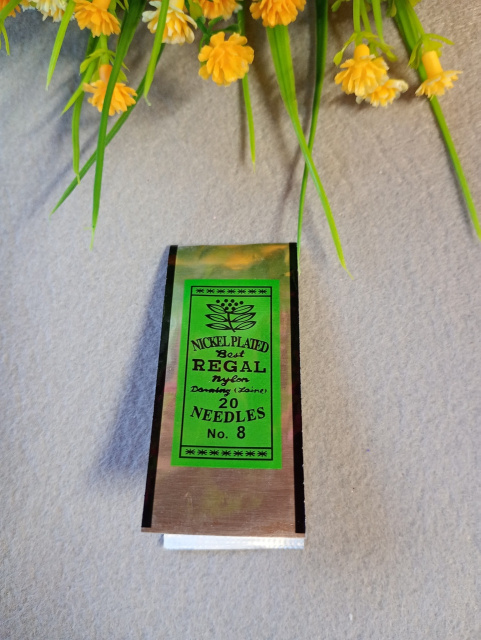 NICKEL PLATED
Best
REGAL
Nylon
Darning (Laine)
20
NEEDLES
No. 8